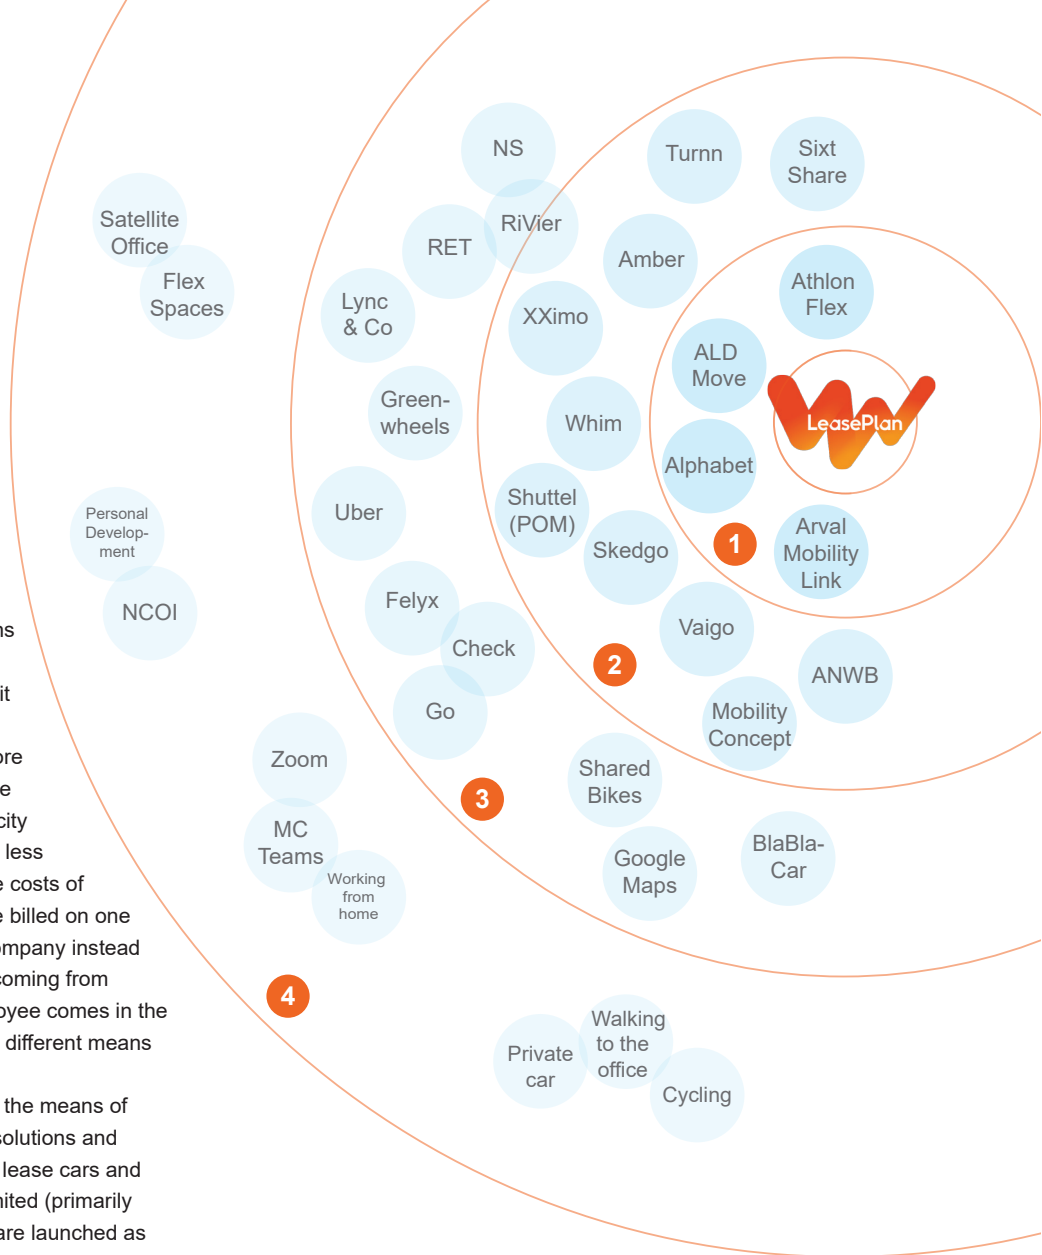 NS
Turnn
Sixt
Share
Satellite
Office
RiVier
RET
Amber
Flex
Spaces
Athlon
Flex
Lync
& Co
XXimo
ALD
Move
Green-
wheels
Whim
LeasePlan
Alphabet
Uber
Shuttel
(POM)
Skedgo
1
Arval
Mobility
Link
Personal
Develop-
ment
NCOI
Felyx
Check
Vaigo
2
ANWB
Go
Mobility
Concept
Zoom
3
Shared
Bikes
MC
Teams
Google
Maps
BlaBla-
Car
Working
from
home
4
Private
car
Walking
to the
office
Cycling
ns
it
ore
e
city
less
e costs of
e billed on one
ompany instead
coming from
oyee comes in the
different means
the means of
solutions and
lease cars and
nited (primarily
are launched as